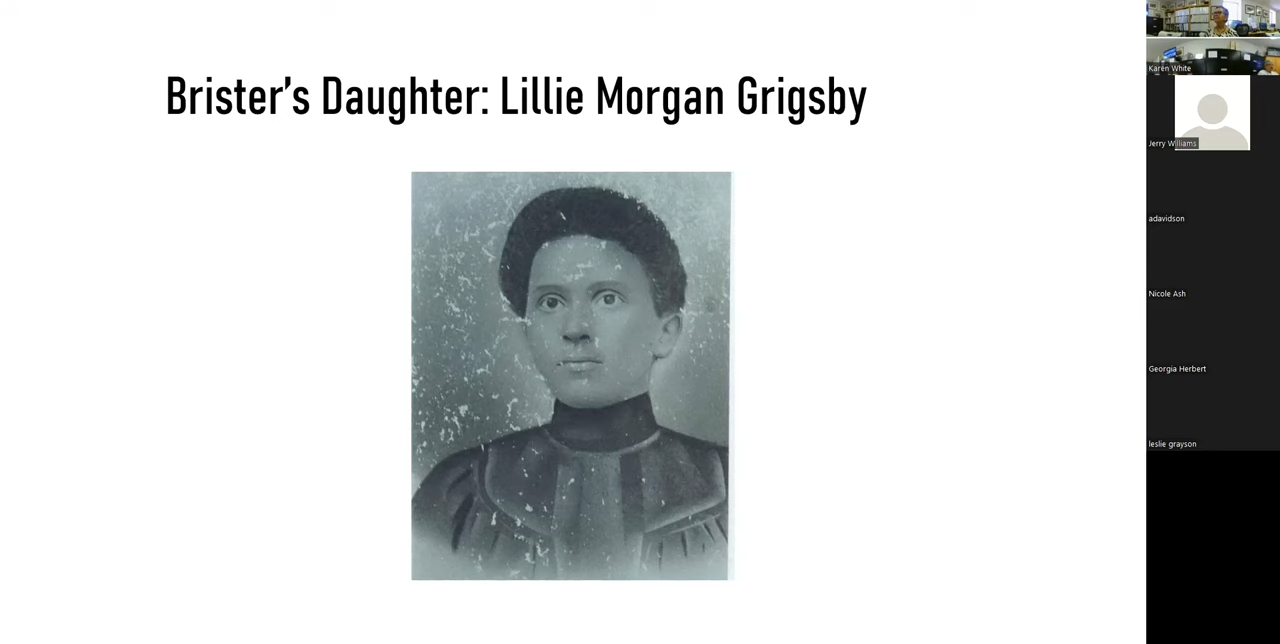 Brister's Daughter: Lillie Morgan Grigsby
Karen White
Jerry Williams
adavidson
Nicole Ash
Georgia Herbert
leslie grayson